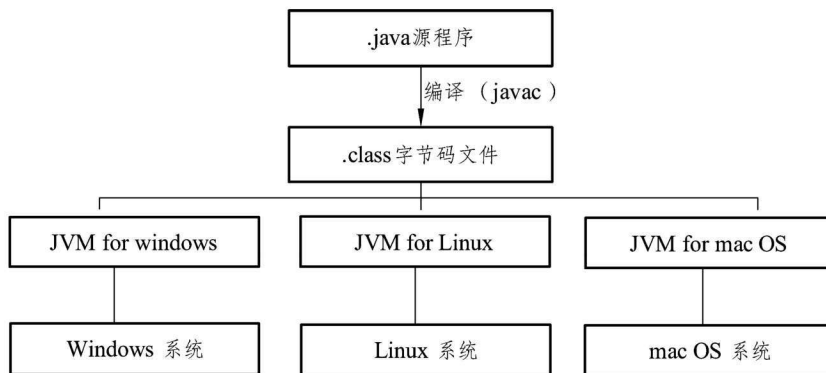 .java源程序
编译 （javac ）
.class字节码文件
JVM for windows
JVM for Linux
JVM for mac OS
Windows 系统
Linux 系统
mac OS 系统